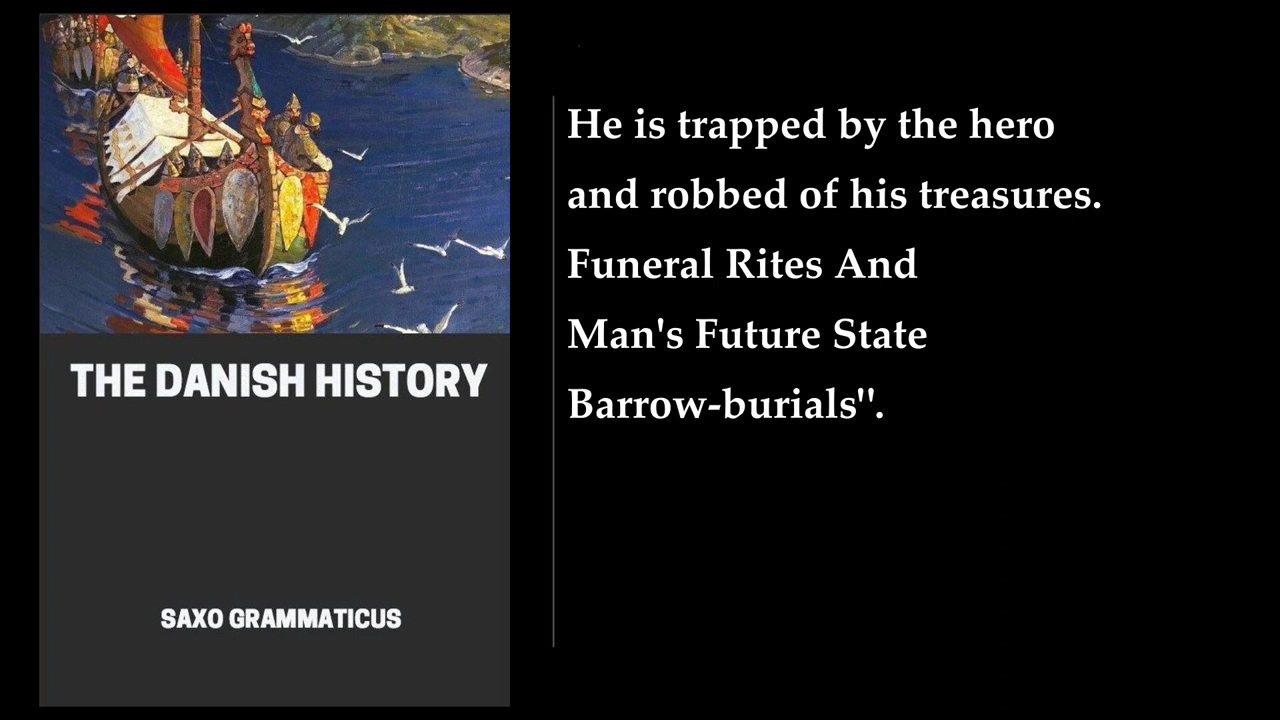 THE DANISH HISTORY
SAXO GRAMMATICUS
He is trapped by the hero
and robbed of his treasures.
Funeral Rites And
Man's Future State
Barrow-burials".